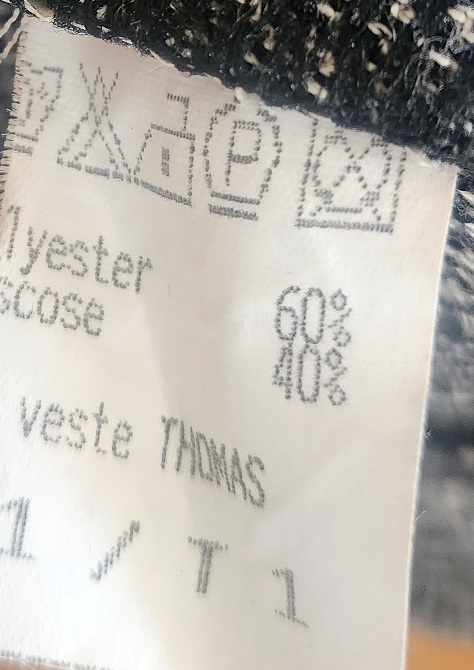 P
lyester 60%
scose 40%
veste THOMAS
1 / T 1